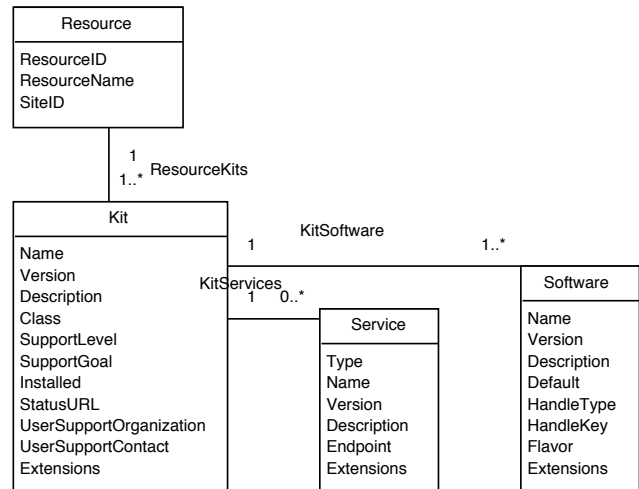 Resource
ResourceID
ResourceName
SiteID
1
1..*
ResourceKits
Kit
Name
Version
Description
Class
SupportLevel
SupportGoal
Installed
StatusURL
UserSupportOrganization
UserSupportContact
Extensions
KitSoftware
1
1..*
KitServices
1
0..*
Service
Type
Name
Version
Description
Endpoint
Extensions
Software
Name
Version
Description
Default
HandleType
HandleKey
Flavor
Extensions